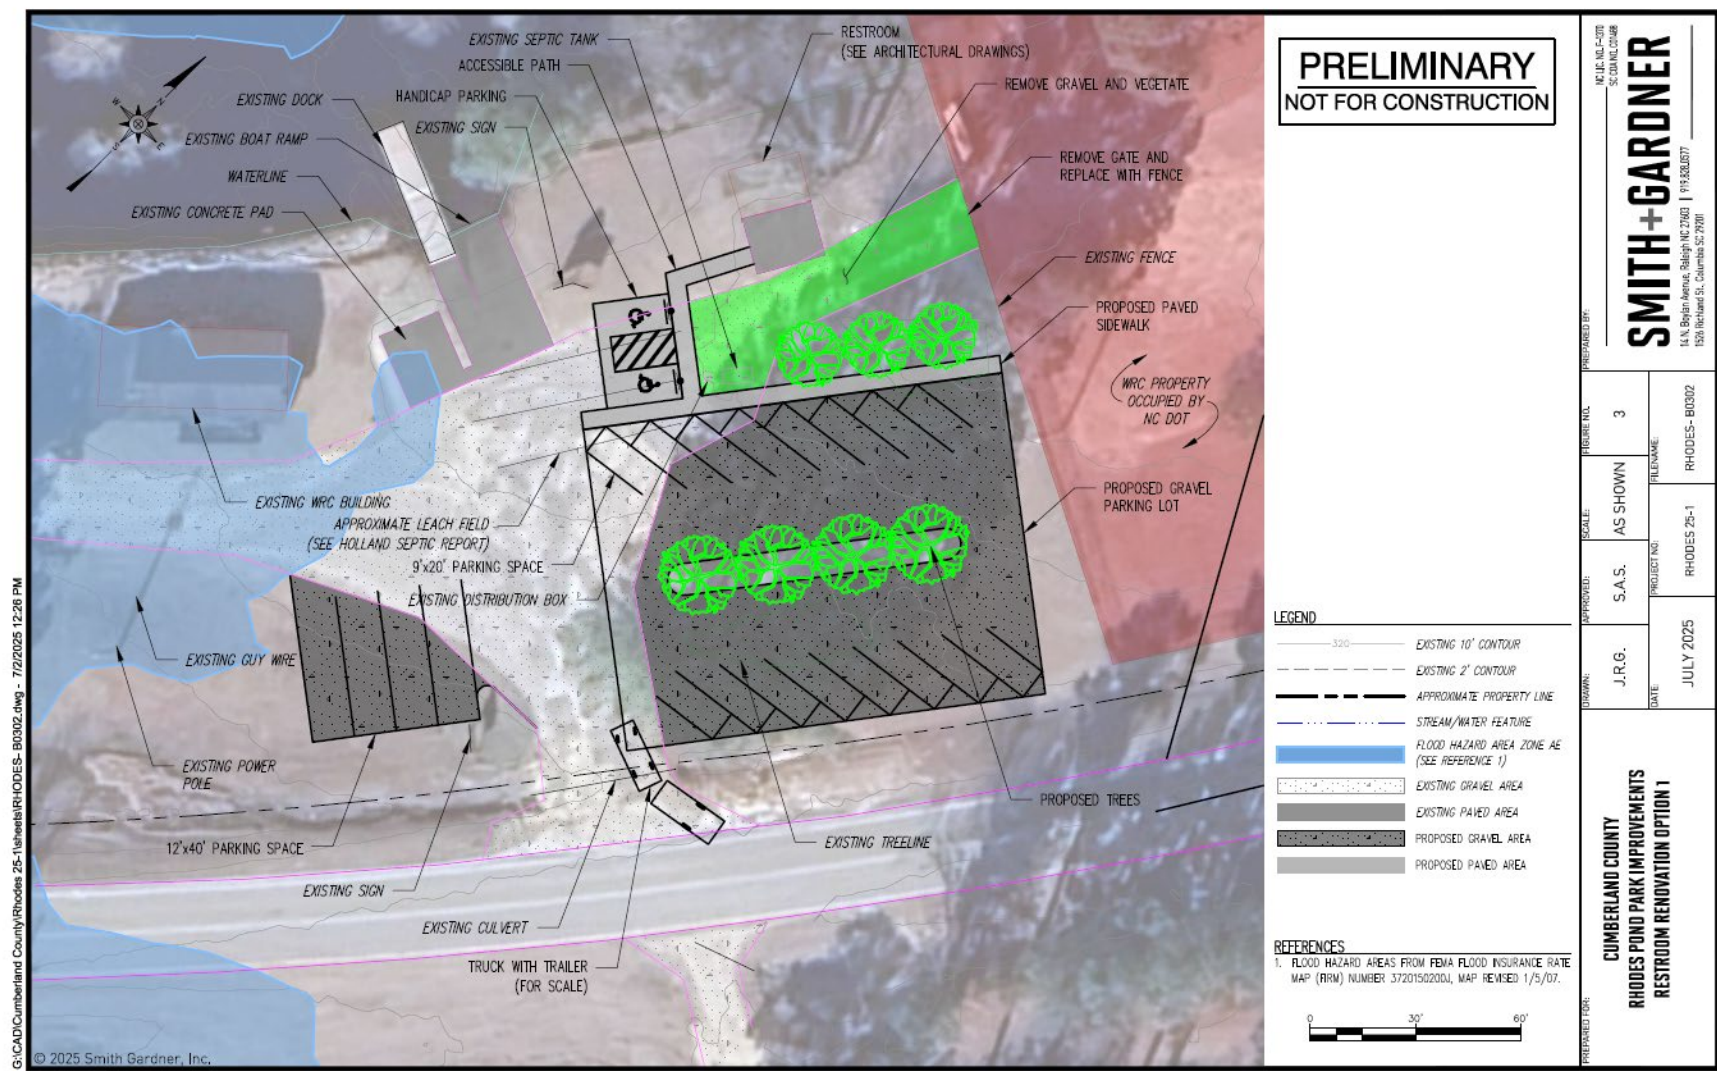 EXISTING SEPTIC TANK
ACCESSIBLE PATH
HANDICAP PARKING
EXISTING SIGN
EXISTING DOCK
EXISTING BOAT RAMP
WATERLINE
EXISTING CONCRETE PAD
N
E
S
W
RESTROOM
(SEE ARCHITECTURAL DRAWINGS)
REMOVE GRAVEL AND VEGETATE
REMOVE GATE AND
REPLACE WITH FENCE
EXISTING FENCE
PROPOSED PAVED
SIDEWALK
WRC PROPERTY
OCCUPIED BY
NC DOT
PROPOSED GRAVEL
PARKING LOT
EXISTING WRC BUILDING
APPROXIMATE LEACH FIELD
(SEE HOLLAND SEPTIC REPORT)
9'x20' PARKING SPACE
EXISTING DISTRIBUTION BOX
EXISTING GUY WIRE
EXISTING POWER
POLE
12'x40' PARKING SPACE
EXISTING SIGN
EXISTING CULVERT
TRUCK WITH TRAILER
(FOR SCALE)
PROPOSED TREES
EXISTING TREELINE
© 2025 Smith Gardner, Inc.
G:\CAD\Cumberland County\Rhodes 25-1\sheets\RHODES- B0302.dwg - 7/2/2025 12:26 PM
PRELIMINARY
NOT FOR CONSTRUCTION
LEGEND
320
EXISTING 10' CONTOUR
EXISTING 2' CONTOUR
APPROXIMATE PROPERTY LINE
STREAM/WATER FEATURE
FLOOD HAZARD AREA ZONE AE
(SEE REFERENCE 1)
EXISTING GRAVEL AREA
EXISTING PAVED AREA
PROPOSED GRAVEL AREA
PROPOSED PAVED AREA
REFERENCES
1. FLOOD HAZARD AREAS FROM FEMA FLOOD INSURANCE RATE
MAP (FIRM) NUMBER 3720150200J, MAP REVISED 1/5/07.
0 30' 60'
PREPARED BY:
SMITH+GARDNER
14 N. Boylan Avenue, Raleigh NC 27603 | 919.828.0577
1526 Richland St., Columbia SC 29201
FIGURE NO.
3
SCALE:
AS SHOWN
APPROVED:
S.A.S.
DRAWN:
J.R.G.
FILENAME:
RHODES- B0302
PROJECT NO:
RHODES 25-1
DATE:
JULY 2025
PREPARED FOR:
CUMBERLAND COUNTY
RHODES POND PARK IMPROVEMENTS
RESTROOM RENOVATION OPTION 1